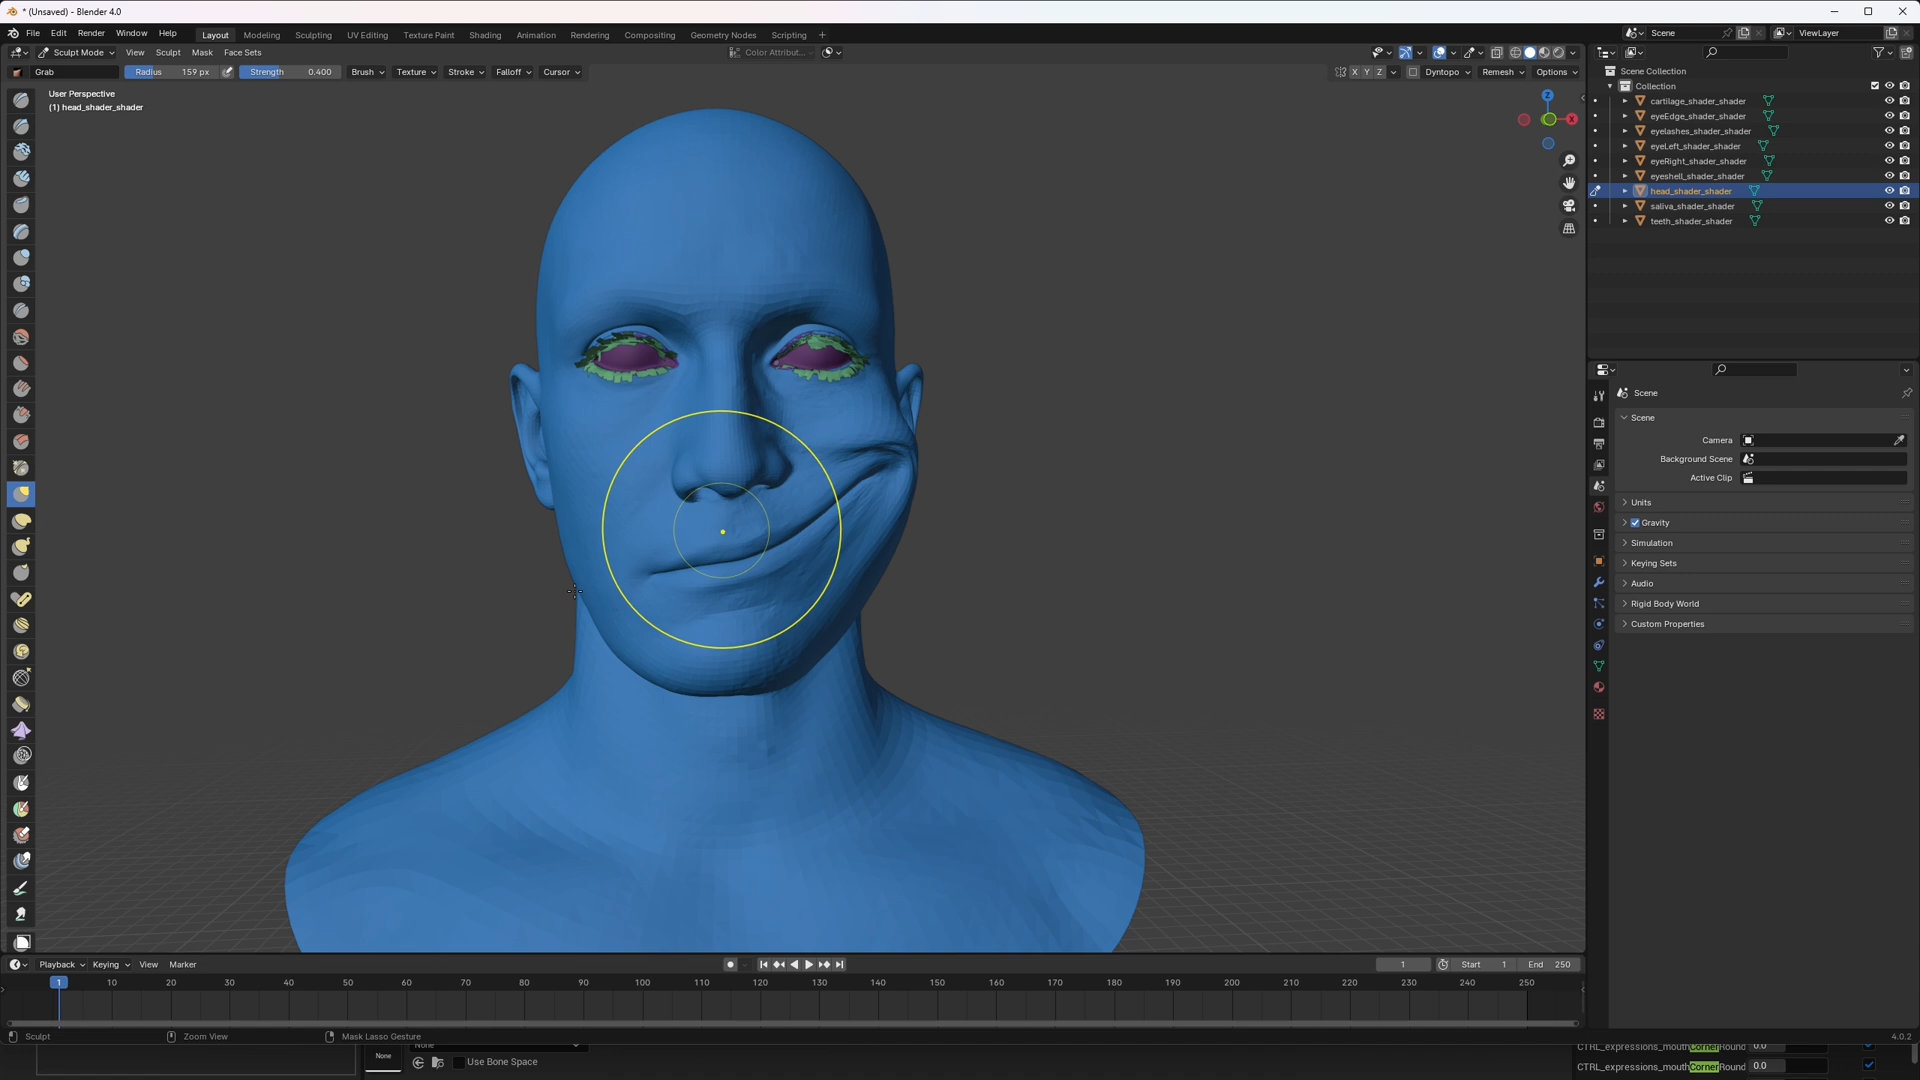 * (Unsaved) - Blender 4.0
File Edit Render Window Help Layout Modeling Sculpting UV Editing Texture Paint Shading Animation Rendering Compositing Geometry Nodes Scripting + Scene ViewLayer
Sculpt Mode View Sculpt Mask Face Sets Color Attribut...
Grab Radius 159 px Strength 0.400 Brush Texture Stroke Falloff Cursor X Y Z Dyntopo Remesh Options
User Perspective
(1) head_shader_shader
Z
X
Scene Collection
Collection
cartilage_shader_shader
eyeEdge_shader_shader
eyelashes_shader_shader
eyeLeft_shader_shader
eyeRight_shader_shader
eyeshell_shader_shader
head_shader_shader
saliva_shader_shader
teeth_shader_shader
Scene
Scene
Camera
Background Scene
Active Clip
Units
Gravity
Simulation
Keying Sets
Audio
Rigid Body World
Custom Properties
Playback Keying View Marker 1 Start 1 End 250
1 10 20 30 40 50 60 70 80 90 100 110 120 130 140 150 160 170 180 190 200 210 220 230 240 250
Sculpt Zoom View Mask Lasso Gesture 4.0.2
None
CTRL_expressions_mouthCornerRound 0.0
None Use Bone Space
CTRL_expressions_mouthCornerRound 0.0